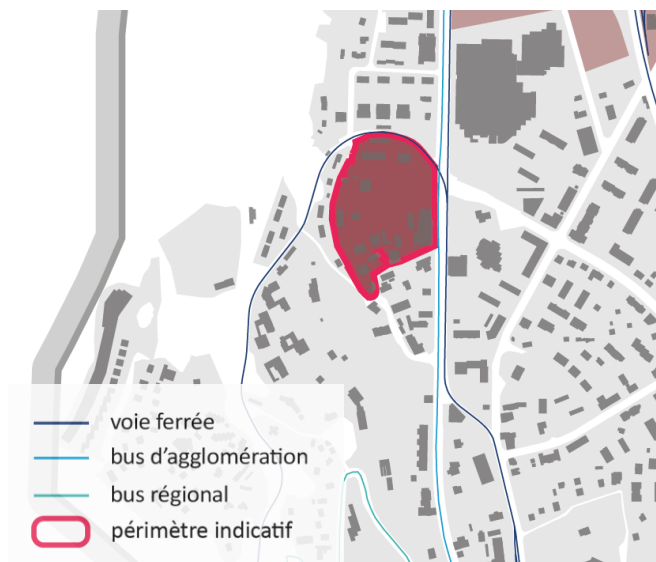 voie ferrée
bus d'agglomération
bus régional
périmètre indicatif